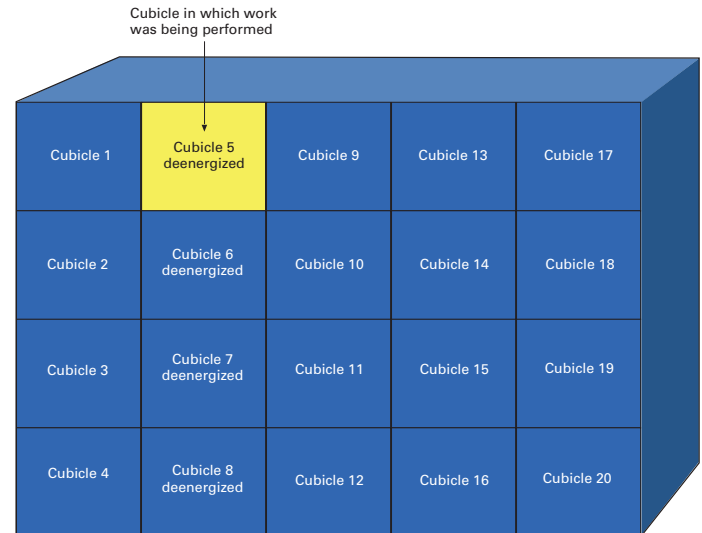 Cubicle in which work
was being performed
Cubicle 1
Cubicle 5
deenergized
Cubicle 9
Cubicle 13
Cubicle 17
Cubicle 2
Cubicle 6
deenergized
Cubicle 10
Cubicle 14
Cubicle 18
Cubicle 3
Cubicle 7
deenergized
Cubicle 11
Cubicle 15
Cubicle 19
Cubicle 4
Cubicle 8
deenergized
Cubicle 12
Cubicle 16
Cubicle 20